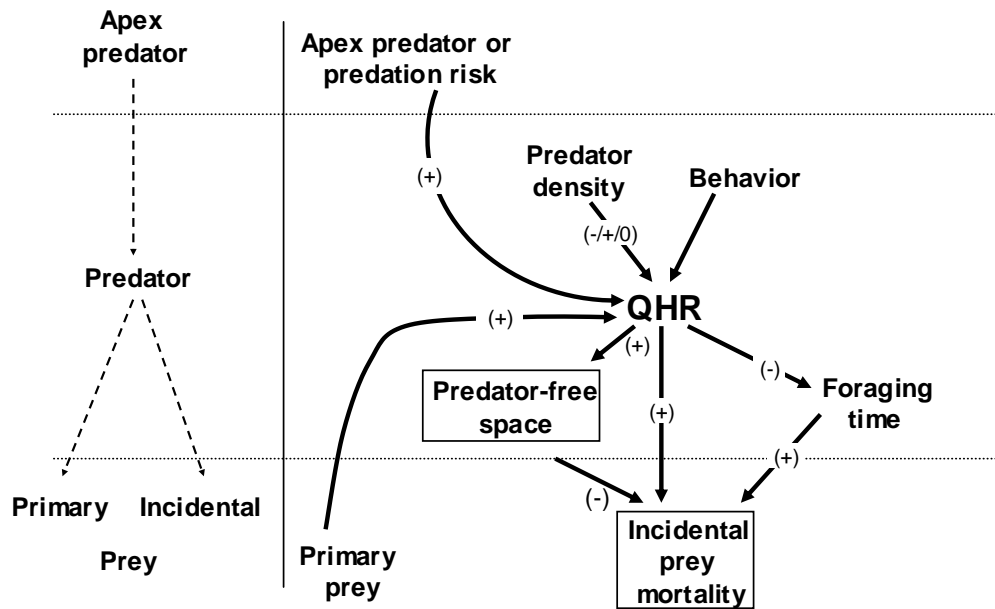 Apex
predator
Predator
Primary
Incidental
Prey
Apex predator or
predation risk
(+)
Predator
density
(-/+/0)
Behavior
QHR
(+)
(+)
(+)
(-)
Predator-free
space
Foraging
time
(-)
(+)
Primary
prey
Incidental
prey
mortality